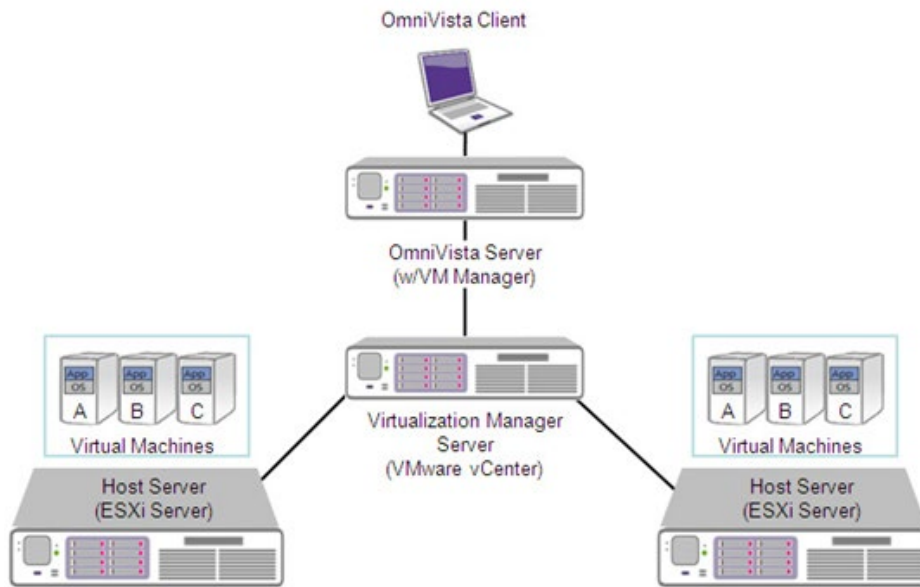 OmniVista Client
OmniVista Server
(w/VM Manager)
App
OS
A
App
OS
B
App
OS
C
Virtual Machines
Host Server
(ESXi Server)
Virtualization Manager
Server
(VMware vCenter)
App
OS
A
App
OS
B
App
OS
C
Virtual Machines
Host Server
(ESXi Server)